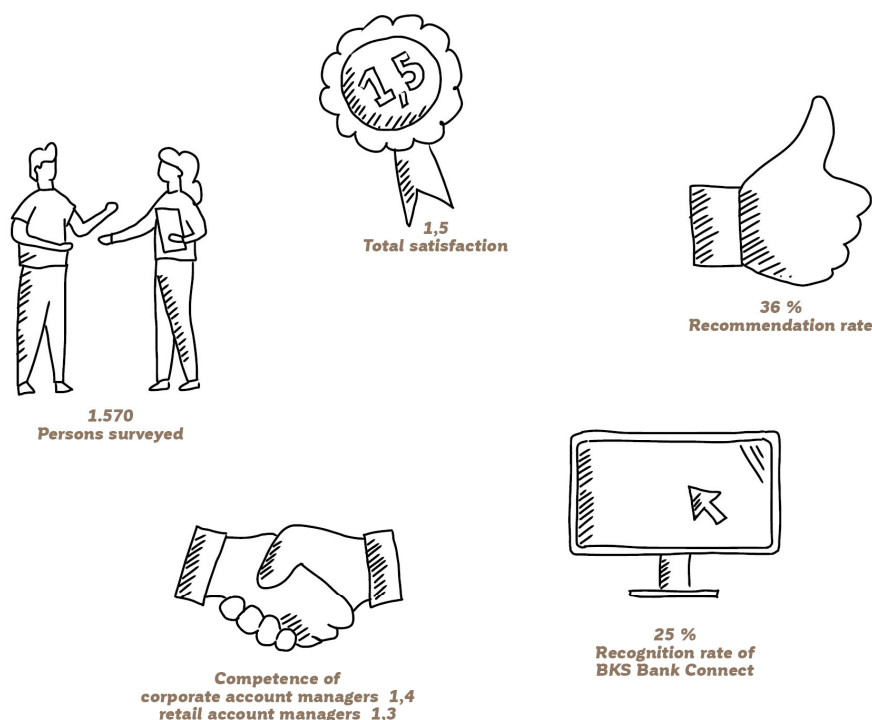 1,5
1,5
Total satisfaction
36 %
Recommendation rate
1.570
Persons surveyed
25 %
Recognition rate of
BKS Bank Connect
Competence of
corporate account managers 1,4
retail account managers 1,3